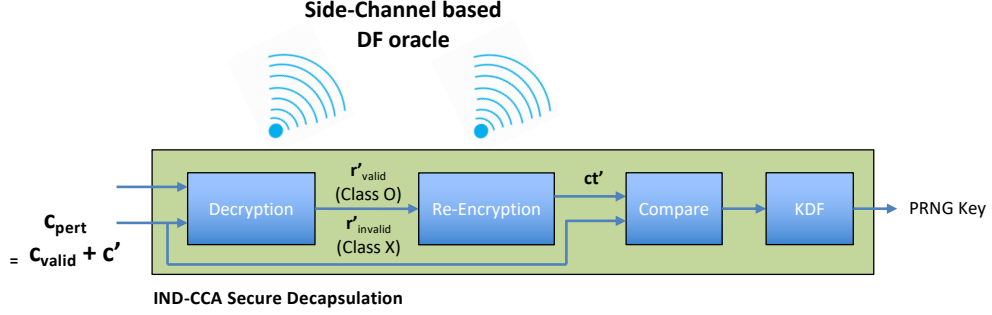 Side-Channel based
DF oracle
r'valid
(Class O)
ct'
Decryption
Re-Encryption
Compare
KDF
PRNG Key
r'invalid
(Class X)
cpert
= cvalid + c'
IND-CCA Secure Decapsulation